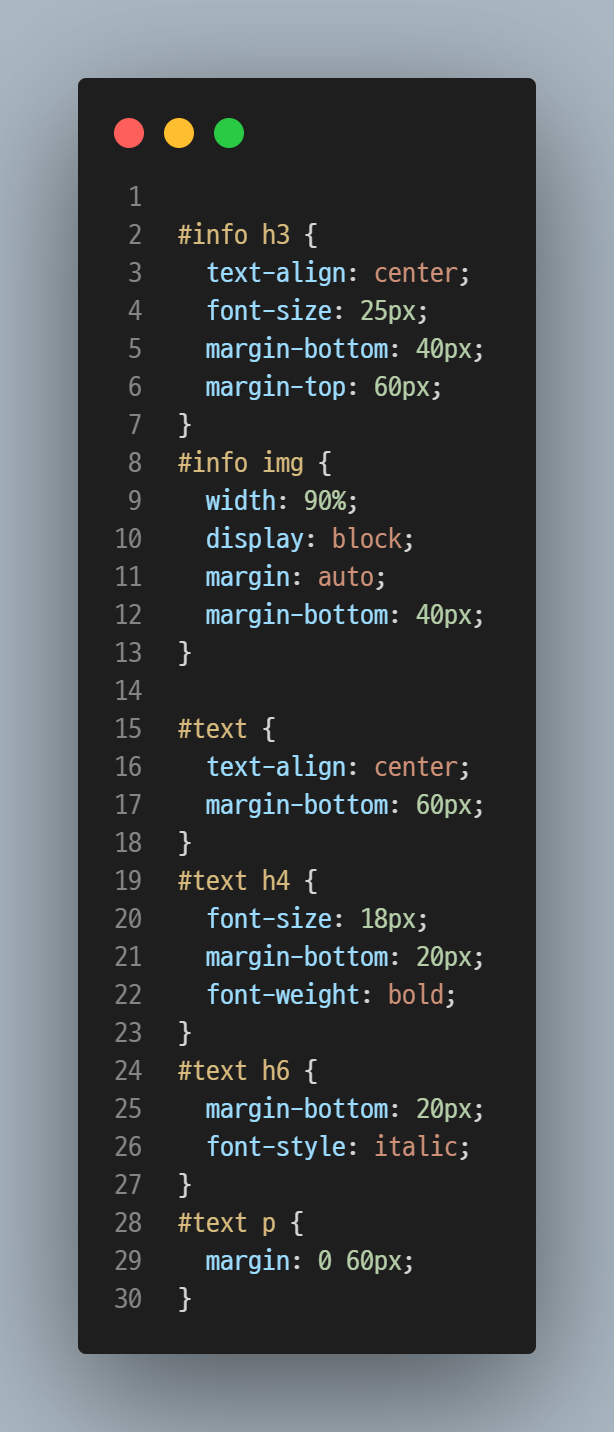 1
2 #info h3 {
3   text-align: center;
4   font-size: 25px;
5   margin-bottom: 40px;
6   margin-top: 60px;
7 }
8 #info img {
9   width: 90%;
10   display: block;
11   margin: auto;
12   margin-bottom: 40px;
13 }
14
15 #text {
16   text-align: center;
17   margin-bottom: 60px;
18 }
19 #text h4 {
20   font-size: 18px;
21   margin-bottom: 20px;
22   font-weight: bold;
23 }
24 #text h6 {
25   margin-bottom: 20px;
26   font-style: italic;
27 }
28 #text p {
29   margin: 0 60px;
30 }